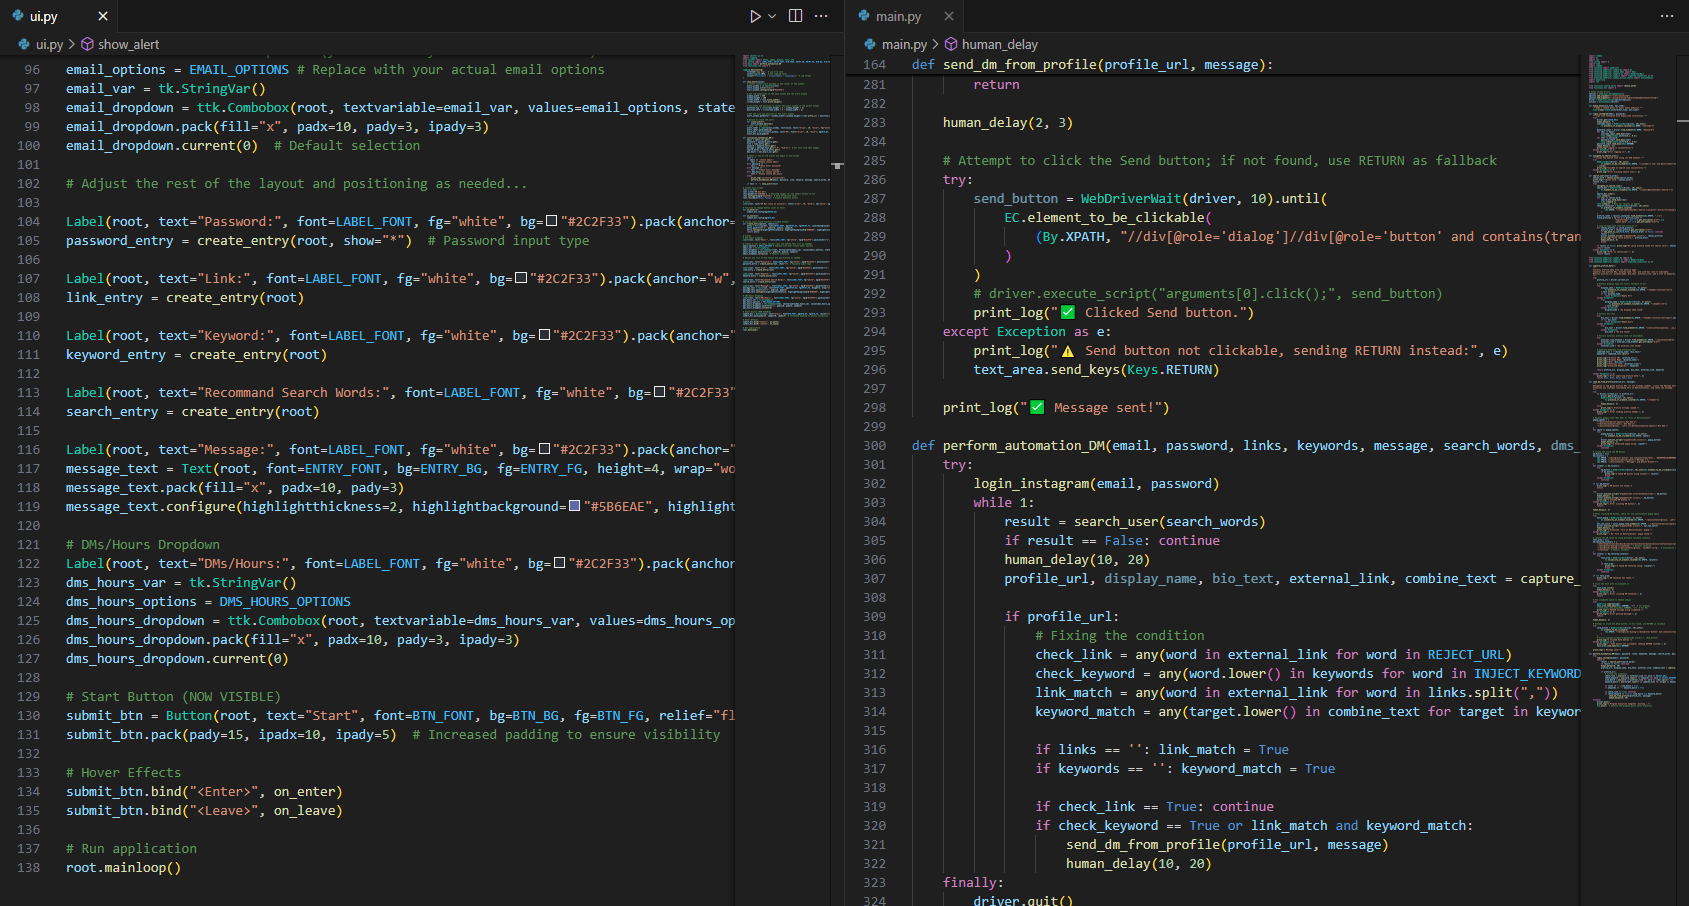 ui.py
ui.py > show_alert
96 email_options = EMAIL_OPTIONS # Replace with your actual email options
97 email_var = tk.StringVar()
98 email_dropdown = ttk.Combobox(root, textvariable=email_var, values=email_options, state
99 email_dropdown.pack(fill="x", padx=10, pady=3, ipady=3)
100 email_dropdown.current(0)  # Default selection
101
102 # Adjust the rest of the layout and positioning as needed...
103
104 Label(root, text="Password:", font=LABEL_FONT, fg="white", bg="#2C2F33").pack(anchor=
105 password_entry = create_entry(root, show="*")  # Password input type
106
107 Label(root, text="Link:", font=LABEL_FONT, fg="white", bg="#2C2F33").pack(anchor="w",
108 link_entry = create_entry(root)
109
110 Label(root, text="Keyword:", font=LABEL_FONT, fg="white", bg="#2C2F33").pack(anchor=
111 keyword_entry = create_entry(root)
112
113 Label(root, text="Recommand Search Words:", font=LABEL_FONT, fg="white", bg="#2C2F33"
114 search_entry = create_entry(root)
115
116 Label(root, text="Message:", font=LABEL_FONT, fg="white", bg="#2C2F33").pack(anchor=
117 message_text = Text(root, font=ENTRY_FONT, bg=ENTRY_BG, fg=ENTRY_FG, height=4, wrap="wo
118 message_text.pack(fill="x", padx=10, pady=3)
119 message_text.configure(highlightthickness=2, highlightbackground="#5B6EAE", highlight
120
121 # DMs/Hours Dropdown
122 Label(root, text="DMs/Hours:", font=LABEL_FONT, fg="white", bg="#2C2F33").pack(anchor
123 dms_hours_var = tk.StringVar()
124 dms_hours_options = DMS_HOURS_OPTIONS
125 dms_hours_dropdown = ttk.Combobox(root, textvariable=dms_hours_var, values=dms_hours_op
126 dms_hours_dropdown.pack(fill="x", padx=10, pady=3, ipady=3)
127 dms_hours_dropdown.current(0)
128
129 # Start Button (NOW VISIBLE)
130 submit_btn = Button(root, text="Start", font=BTN_FONT, bg=BTN_BG, fg=BTN_FG, relief="fl
131 submit_btn.pack(pady=15, ipadx=10, ipady=5)  # Increased padding to ensure visibility
132
133 # Hover Effects
134 submit_btn.bind("<Enter>", on_enter)
135 submit_btn.bind("<Leave>", on_leave)
136
137 # Run application
138 root.mainloop()
main.py
main.py > human_delay
164 def send_dm_from_profile(profile_url, message):
281 return
282
283 human_delay(2, 3)
284
285 # Attempt to click the Send button; if not found, use RETURN as fallback
286 try:
287 send_button = WebDriverWait(driver, 10).until(
288 EC.element_to_be_clickable(
289 (By.XPATH, "//div[@role='dialog']//div[@role='button' and contains(tran
290 )
291 )
292 # driver.execute_script("arguments[0].click();", send_button)
293 print_log("✅ Clicked Send button.")
294 except Exception as e:
295 print_log("⚠️ Send button not clickable, sending RETURN instead:", e)
296 text_area.send_keys(Keys.RETURN)
297
298 print_log("✅ Message sent!")
299
300 def perform_automation_DM(email, password, links, keywords, message, search_words, dms_
301 try:
302 login_instagram(email, password)
303 while 1:
304 result = search_user(search_words)
305 if result == False: continue
306 human_delay(10, 20)
307 profile_url, display_name, bio_text, external_link, combine_text = capture_
308
309 if profile_url:
310 # Fixing the condition
311 check_link = any(word in external_link for word in REJECT_URL)
312 check_keyword = any(word.lower() in keywords for word in INJECT_KEYWORD
313 link_match = any(word in external_link for word in links.split(","))
314 keyword_match = any(target.lower() in combine_text for target in keywor
315
316 if links == '': link_match = True
317 if keywords == '': keyword_match = True
318
319 if check_link == True: continue
320 if check_keyword == True or link_match and keyword_match:
321 send_dm_from_profile(profile_url, message)
322 human_delay(10, 20)
323 finally:
324 driver.quit()